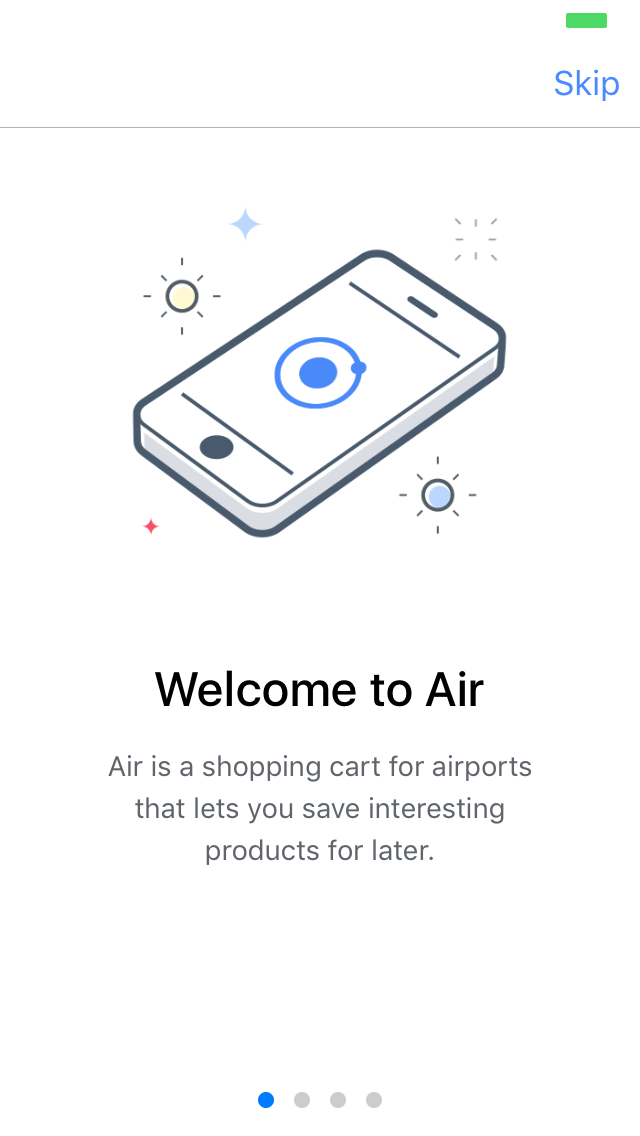 Skip
Welcome to Air
Air is a shopping cart for airports
that lets you save interesting
products for later.